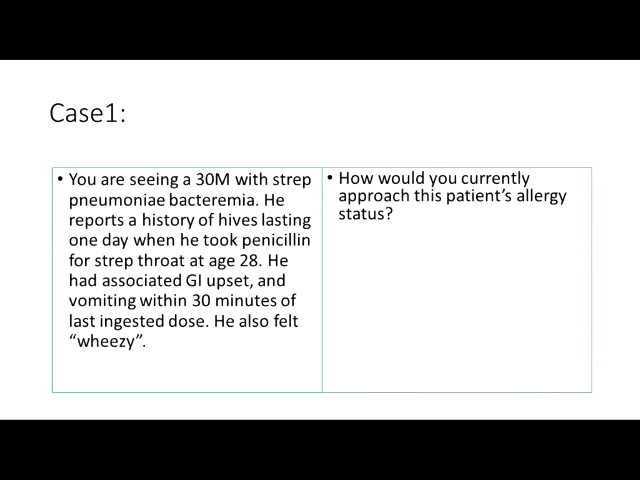 Case1:
• You are seeing a 30M with strep
pneumoniae bacteremia. He
reports a history of hives lasting
one day when he took penicillin
for strep throat at age 28. He
had associated GI upset, and
vomiting within 30 minutes of
last ingested dose. He also felt
“wheezy”.
• How would you currently
approach this patient’s allergy
status?